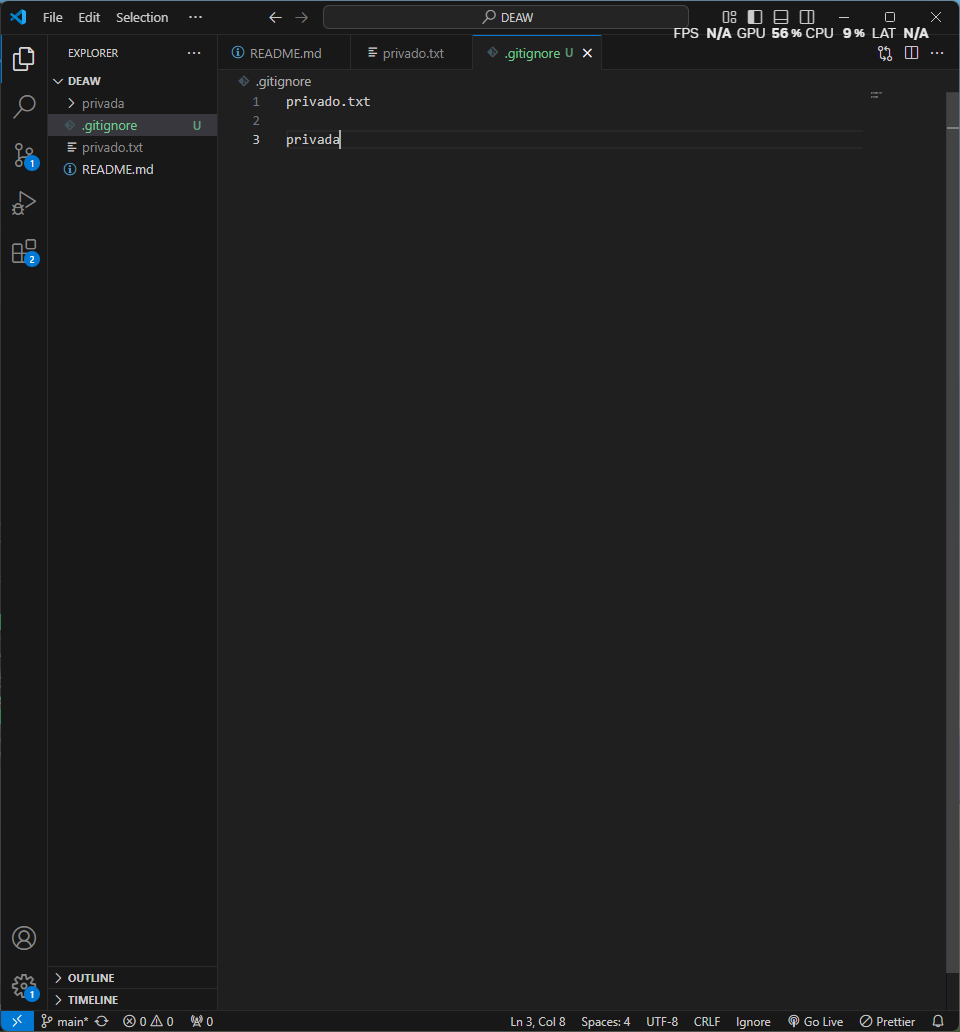 File Edit Selection ··· DEAW
FPS N/A GPU 56 % CPU 9 % LAT N/A
EXPLORER ···
README.md privado.txt .gitignore U
DEAW
privada
.gitignore U
privado.txt
README.md
.gitignore
1 privado.txt
2
3 privada
1
2
1
OUTLINE
TIMELINE
main* 0 0 0 Ln 3, Col 8 Spaces: 4 UTF-8 CRLF Ignore Go Live Prettier